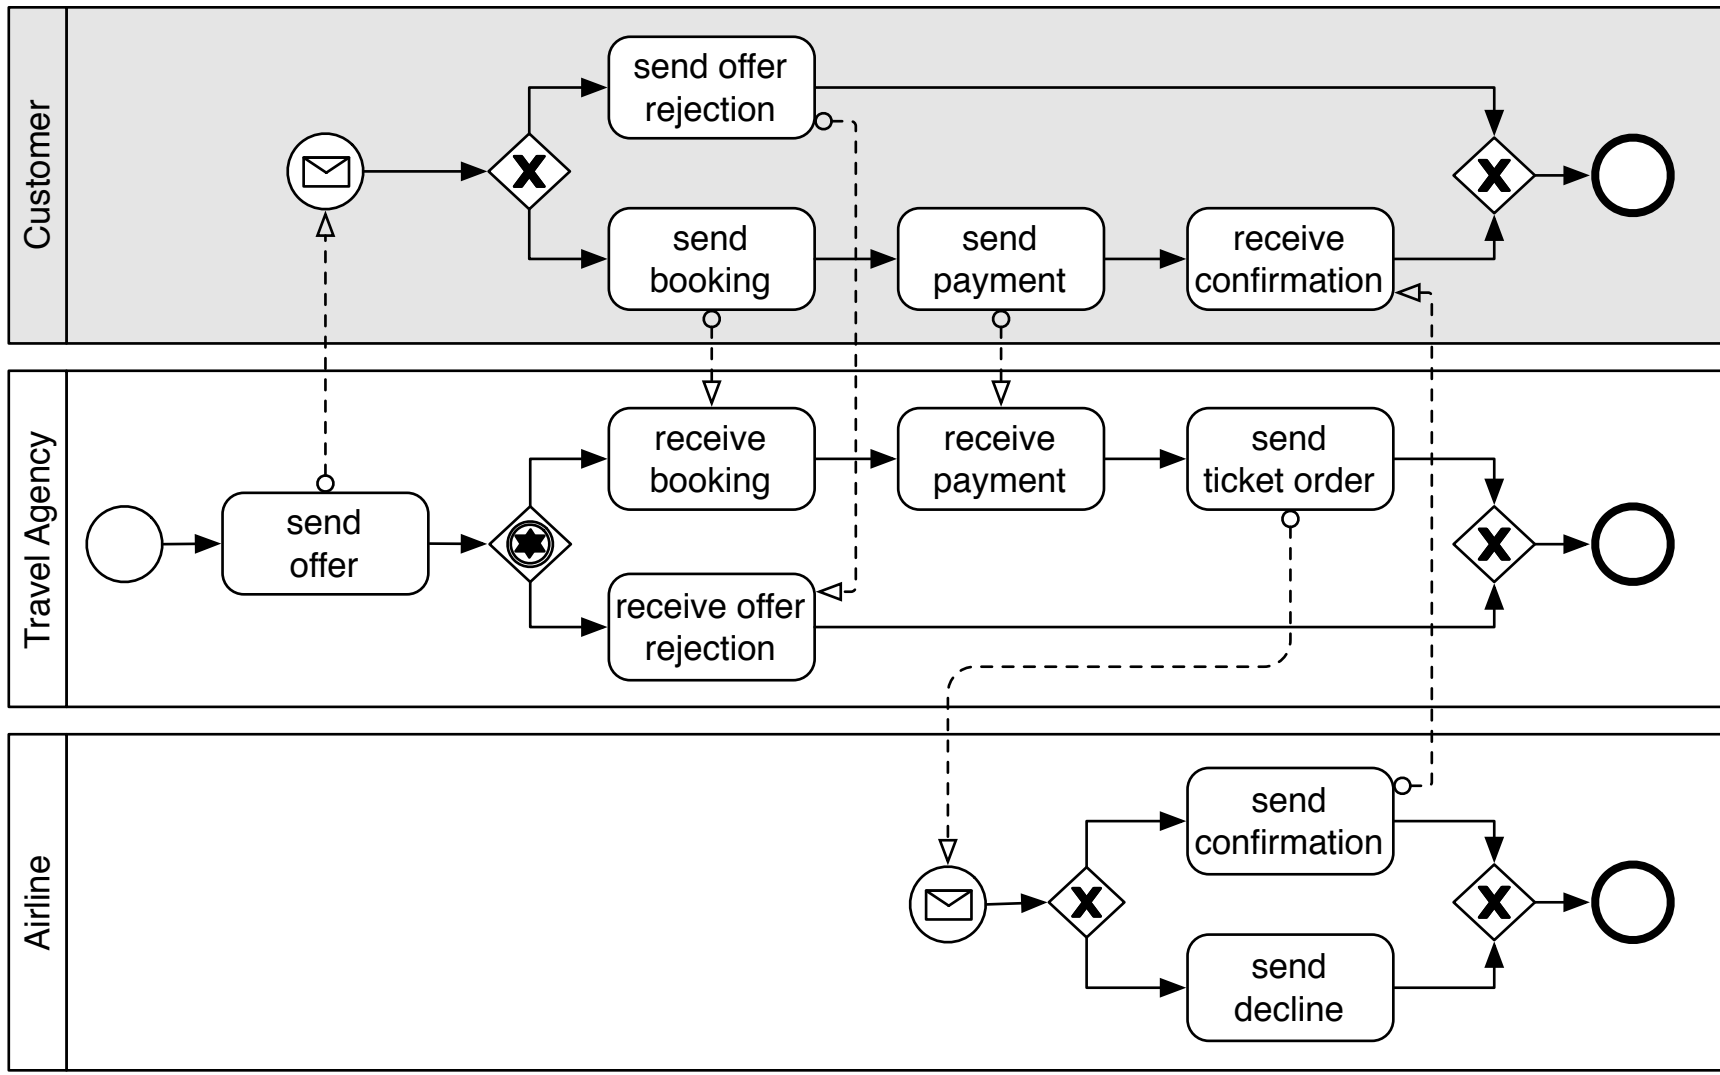 Customer
send offer
rejection
send
booking
send
payment
receive
confirmation
Travel Agency
send
offer
receive
booking
receive
payment
send
ticket order
receive offer
rejection
Airline
send
confirmation
send
decline